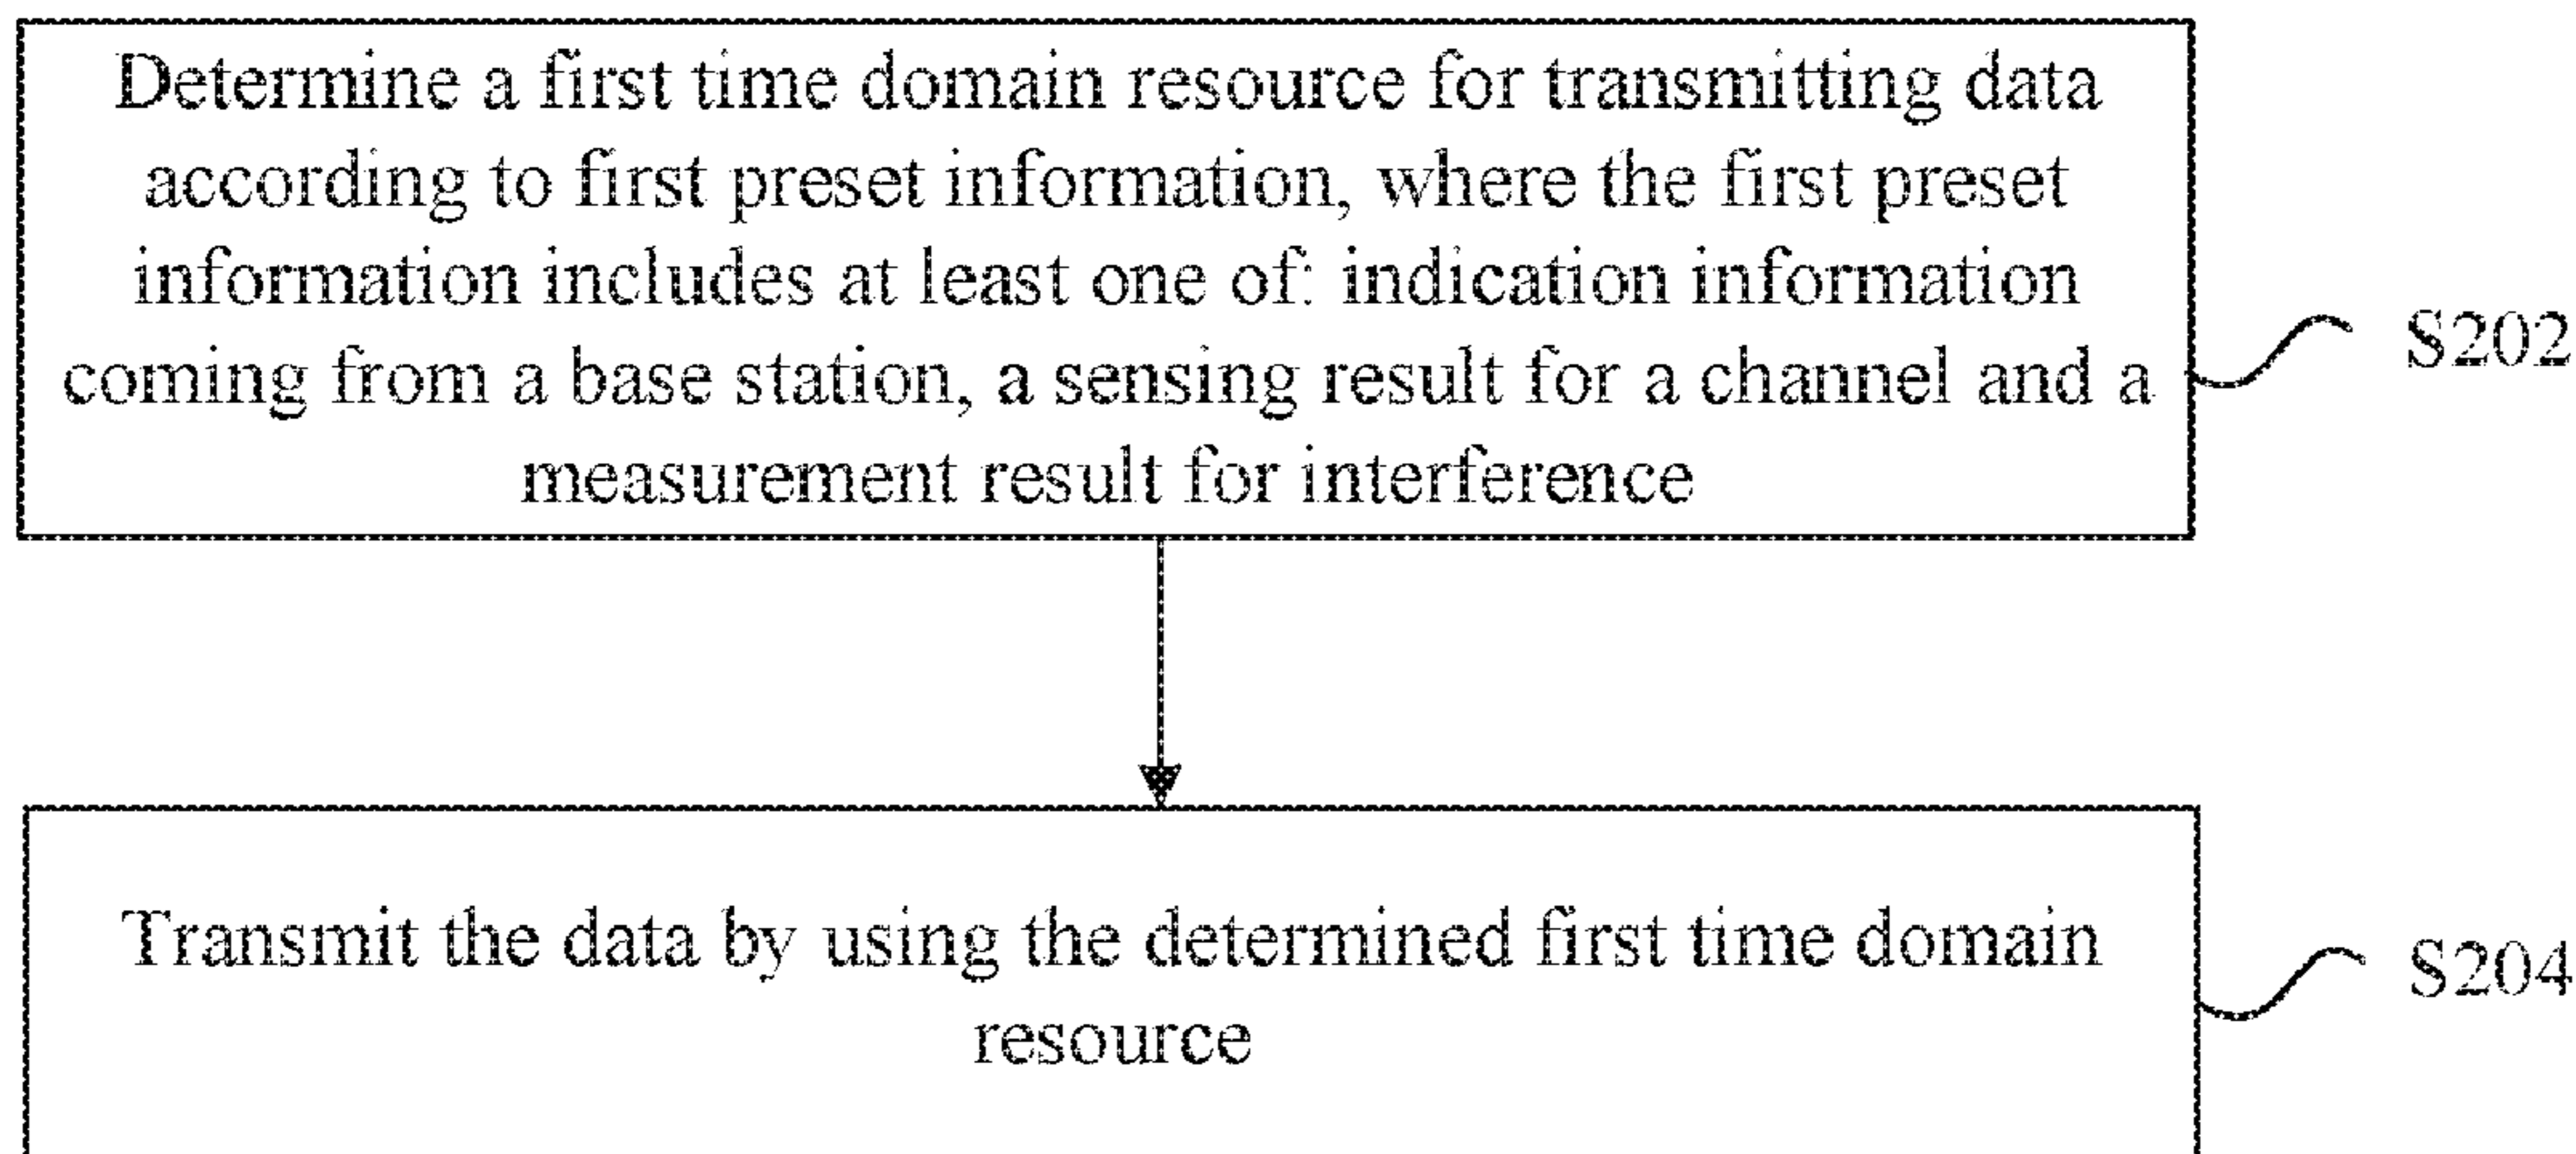 Determine a first time domain resource for transmitting data
according to first preset information, where the first preset
information includes at least one of: indication information
coming from a base station, a sensing result for a channel and a
measurement result for interference
S202
Transmit the data by using the determined first time domain
resource
S204